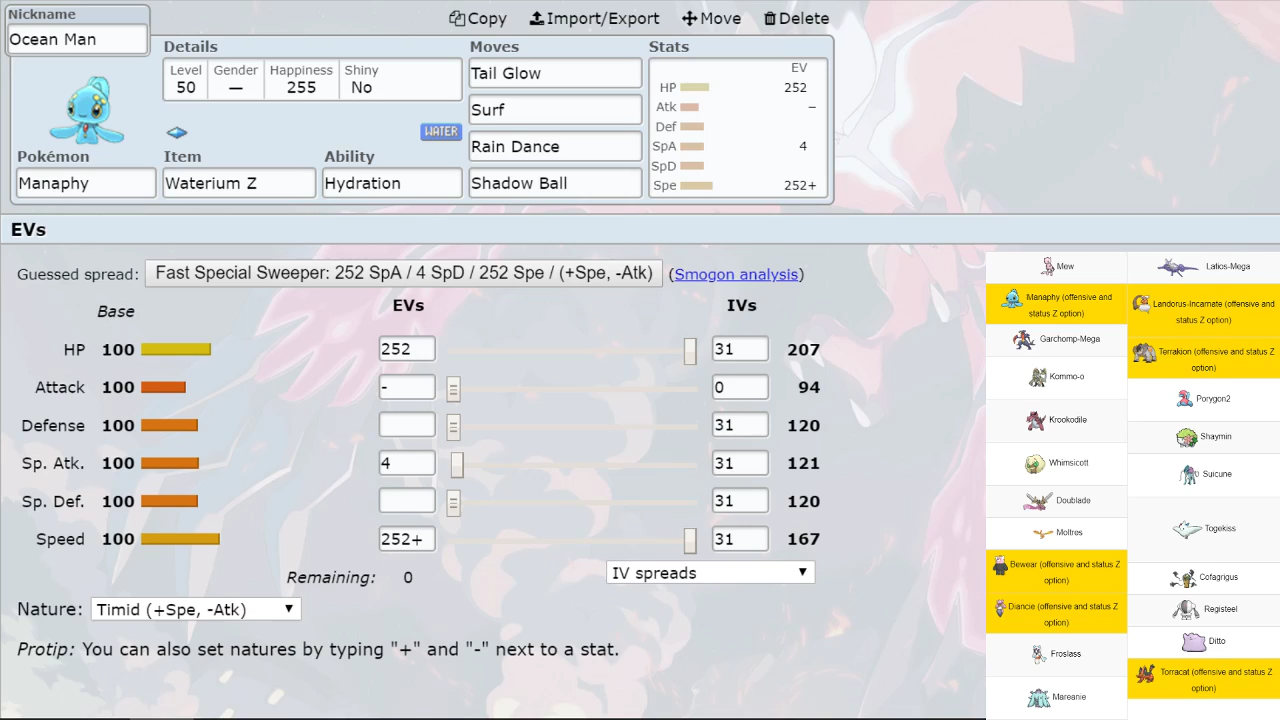 Nickname
Ocean Man
Copy Import/Export Move Delete
Details
Level Gender Happiness Shiny
50 — 255 No
WATER
Pokémon Item Ability
Manaphy Waterium Z Hydration
Moves
Tail Glow
Surf
Rain Dance
Shadow Ball
Stats
EV
HP 252
Atk –
Def
SpA 4
SpD
Spe 252+
EVs
Guessed spread: Fast Special Sweeper: 252 SpA / 4 SpD / 252 Spe / (+Spe, -Atk) (Smogon analysis)
Base EVs IVs
HP 100 252 31 207
Attack 100 - 0 94
Defense 100 31 120
Sp. Atk. 100 4 31 121
Sp. Def. 100 31 120
Speed 100 252+ 31 167
Remaining: 0 IV spreads
Nature: Timid (+Spe, -Atk)
Protip: You can also set natures by typing "+" and "-" next to a stat.
Mew
Manaphy (offensive and
status Z option)
Garchomp-Mega
Kommo-o
Krookodile
Whimsicott
Doublade
Moltres
Bewear (offensive and status Z
option)
Diancie (offensive and status Z
option)
Froslass
Mareanie
Latios-Mega
Landorus-Incarnate (offensive and
status Z option)
Terrakion (offensive and status Z
option)
Porygon2
Shaymin
Suicune
Togekiss
Cofagrigus
Registeel
Ditto
Torracat (offensive and status Z
option)